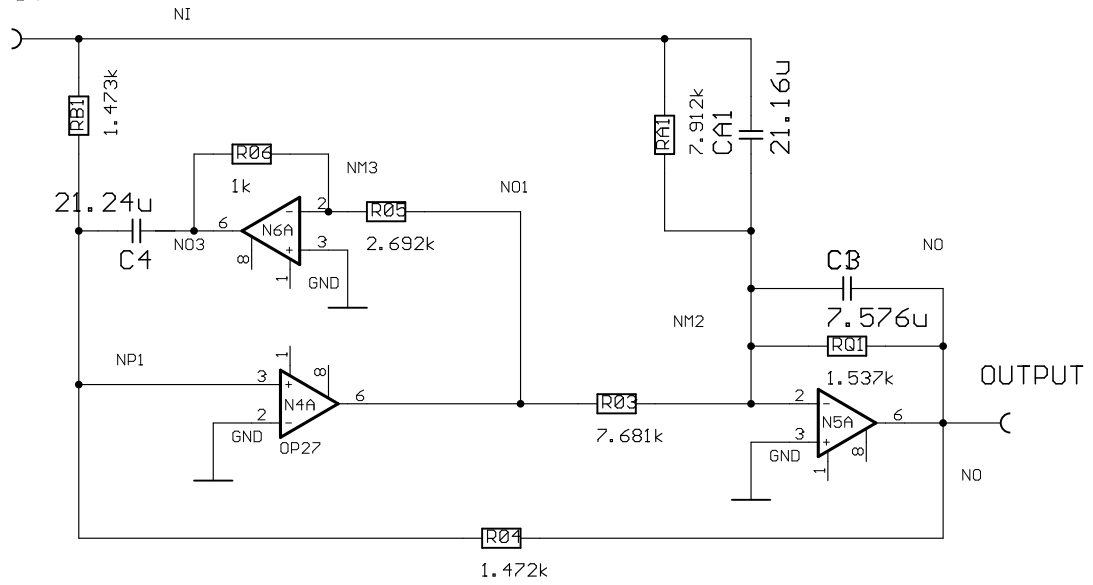 NI
RB1
1.473k
RA1
7.912k
CA1
21.16u
R06
1k
NM3
21.24u
C4
NO3
6
N6A
2
3
8
1
GND
R05
2.692k
NO1
NO
7.576u
NM2
RQ1
1.537k
NP1
3
2
1
8
N4A
6
GND
OP27
R03
7.681k
2
3
N5A
6
1
8
GND
OUTPUT
NO
R04
1.472k